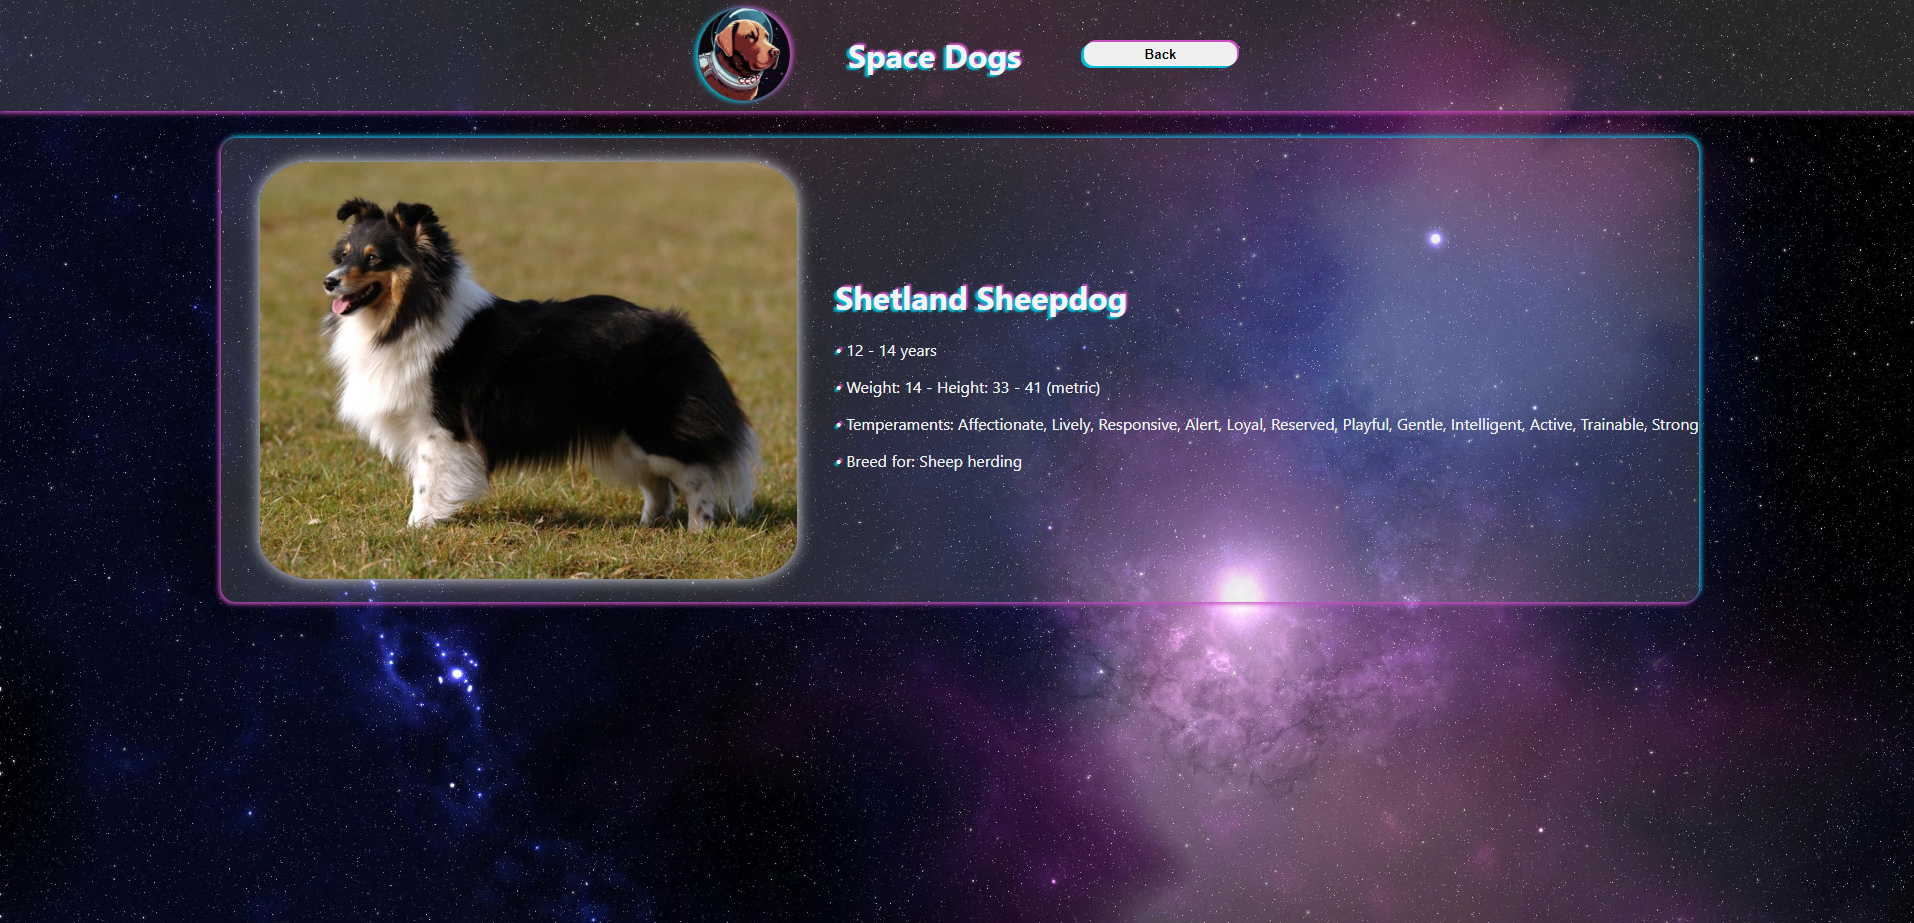 Space Dogs
Back
Shetland Sheepdog
• 12 - 14 years
• Weight: 14 - Height: 33 - 41 (metric)
• Temperaments: Affectionate, Lively, Responsive, Alert, Loyal, Reserved, Playful, Gentle, Intelligent, Active, Trainable, Strong
• Breed for: Sheep herding